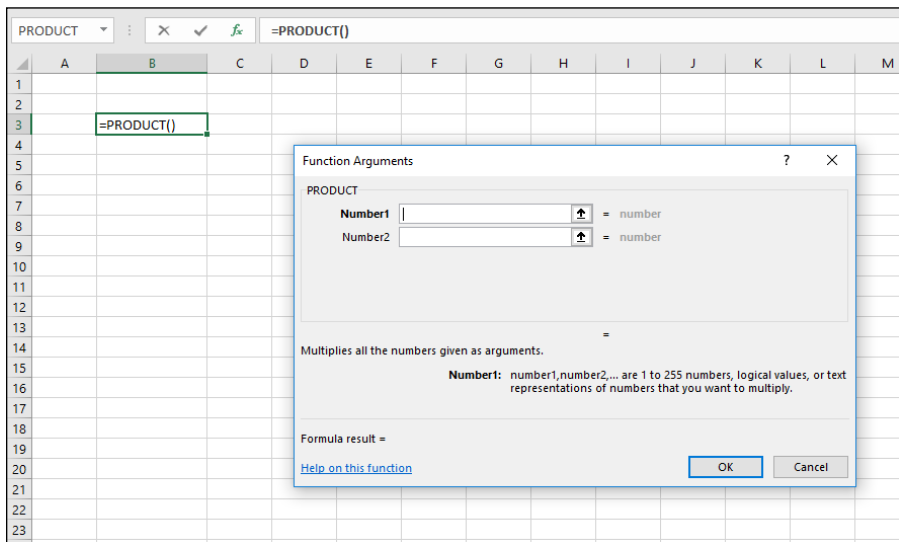 PRODUCT fx =PRODUCT()
A B C D E F G H I J K L M
1
2
3 =PRODUCT()
4
5
6
7
8
9
10
11
12
13
14
15
16
17
18
19
20
21
22
23
Function Arguments ? X
PRODUCT
Number1 = number
Number2 = number
=
Multiplies all the numbers given as arguments.
Number1: number1,number2,... are 1 to 255 numbers, logical values, or text
representations of numbers that you want to multiply.
Formula result =
Help on this function OK Cancel